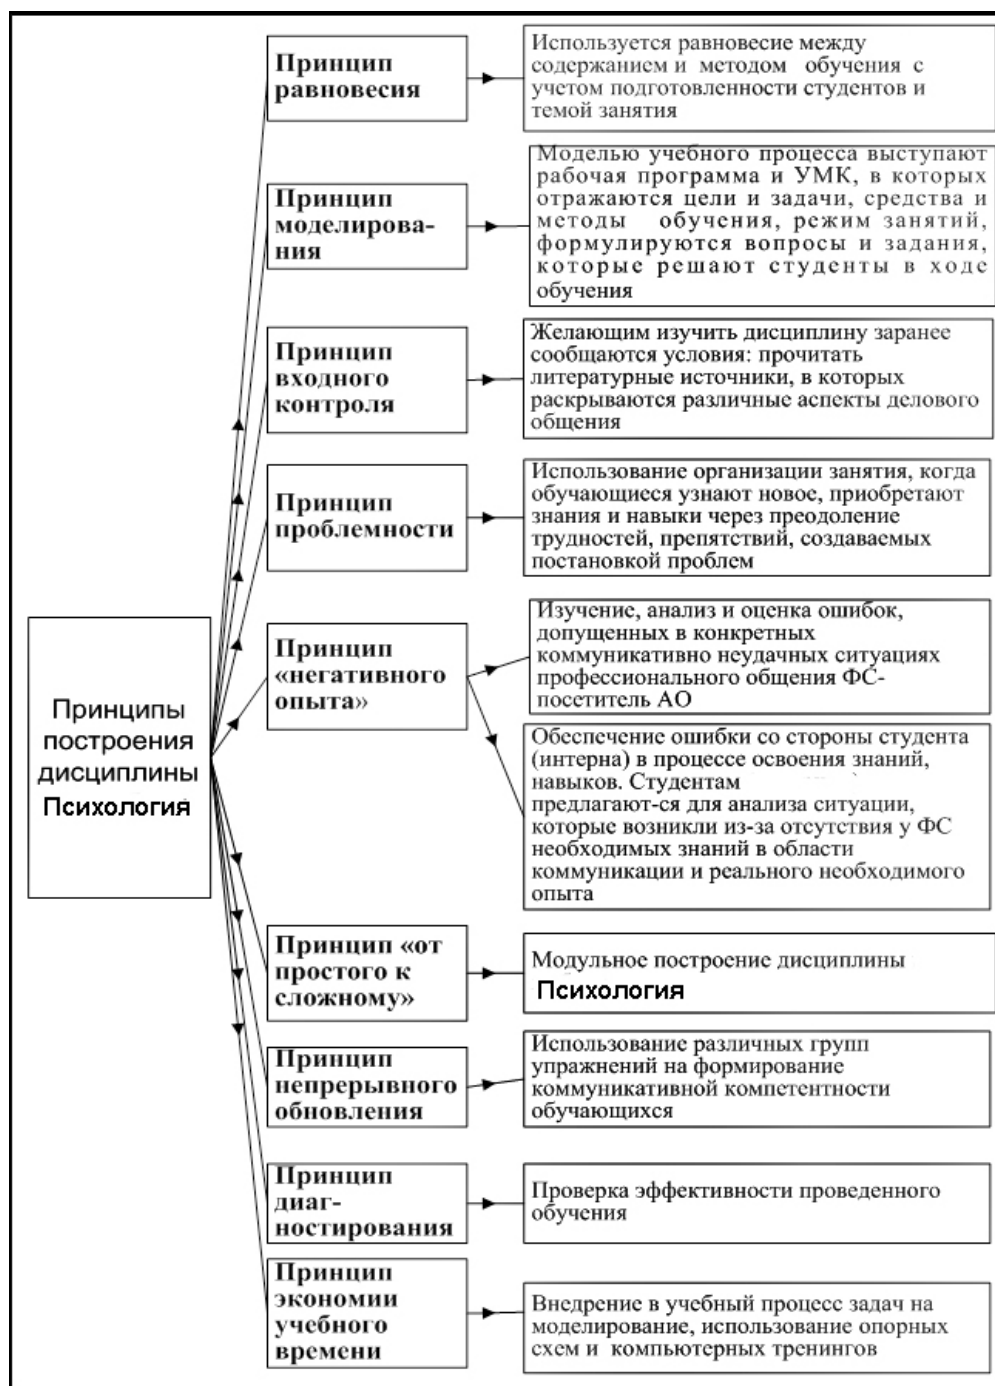 Принципы
построения
дисциплины
Психология
Принцип
равновесия
Используется равновесие между
содержанием и методом обучения с
учетом подготовленности студентов и
темой занятия
Принцип
моделирова-
ния
Моделью учебного процесса выступают
рабочая программа и УМК, в которых
отражаются цели и задачи, средства и
методы обучения, режим занятий,
формулируются вопросы и задания,
которые решают студенты в ходе
обучения
Принцип
входного
контроля
Желающим изучить дисциплину заранее
сообщаются условия: прочитать
литературные источники, в которых
раскрываются различные аспекты делового
общения
Принцип
проблемности
Использование организации занятия, когда
обучающиеся узнают новое, приобретают
знания и навыки через преодоление
трудностей, препятствий, создаваемых
постановкой проблем
Принцип
«негативного
опыта»
Изучение, анализ и оценка ошибок,
допущенных в конкретных
коммуникативно неудачных ситуациях
профессионального общения ФС-
посетитель АО
Обеспечение ошибки со стороны студента
(интерна) в процессе освоения знаний,
навыков. Студентам
предлагают-ся для анализа ситуации,
которые возникли из-за отсутствия у ФС
необходимых знаний в области
коммуникации и реального необходимого
опыта
Принцип «от
простого к
сложному»
Модульное построение дисциплины
Психология
Принцип
непрерывного
обновления
Использование различных групп
упражнений на формирование
коммуникативной компетентности
обучающихся
Принцип
диаг-
ностирования
Проверка эффективности проведенного
обучения
Принцип
экономии
учебного
времени
Внедрение в учебный процесс задач на
моделирование, использование опорных
схем и компьютерных тренингов